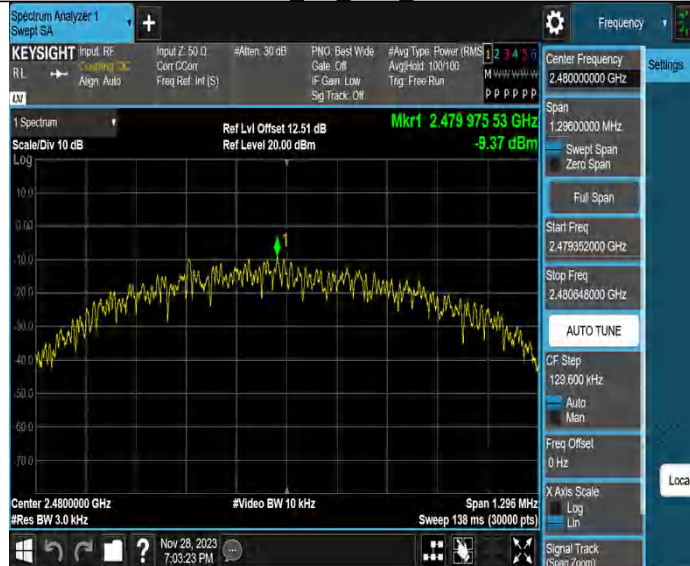 Spectrum Analyzer 1
Swept SA
+
Frequency
KEYSIGHT Input: RF
RL
Coupling: DC
Align: Auto
Input Z: 50 Ω
Corr CCorr
Freq Ref: Int (S)
#Atten: 30 dB
PNO: Best Wide
Gate: Off
IF Gain: Low
Sig Track: Off
#Avg Type: Power (RMS
Avg|Hold: 100/100
Trig: Free Run
1 2 3 4 5 6
M W W W W W
P P P P P P
LXI
1 Spectrum
Scale/Div 10 dB
Ref Lvl Offset 12.51 dB
Ref Level 20.00 dBm
Mkr1 2.479 975 53 GHz
-9.37 dBm
Log
10.0
0.00
-10.0
-20.0
-30.0
-40.0
-50.0
-60.0
-70.0
1
Center 2.4800000 GHz
#Res BW 3.0 kHz
#Video BW 10 kHz
Span 1.296 MHz
Sweep 138 ms (30000 pts)
Center Frequency
2.480000000 GHz
Settings
Span
1.29600000 MHz
Swept Span
Zero Span
Full Span
Start Freq
2.479352000 GHz
Stop Freq
2.480648000 GHz
AUTO TUNE
CF Step
129.600 kHz
Auto
Man
Freq Offset
0 Hz
X Axis Scale
Log
Lin
Loca
Signal Track
(Span Zoom)
?
Nov 28, 2023
7:03:23 PM